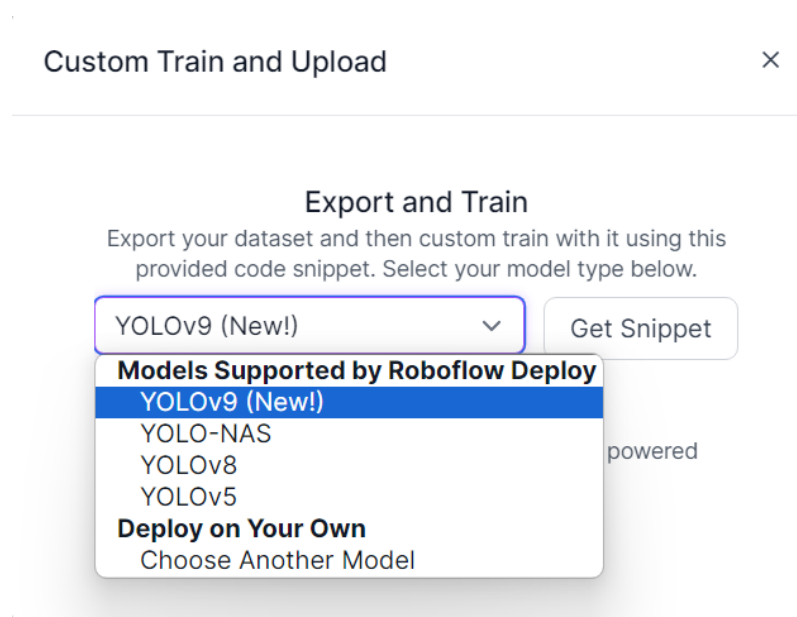 Custom Train and Upload
Export and Train
Export your dataset and then custom train with it using this
provided code snippet. Select your model type below.
YOLOv9 (New!)
Get Snippet
Models Supported by Roboflow Deploy
YOLOv9 (New!)
YOLO-NAS
powered
YOLOv8
YOLOv5
Deploy on Your Own
Choose Another Model